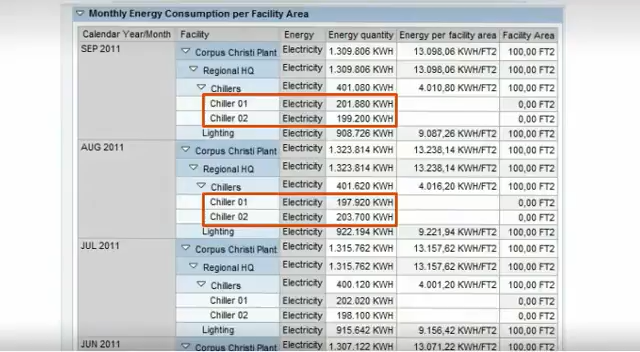 Monthly Energy Consumption per Facility Area
Calendar Year/Month Facility Energy Energy quantity Energy per facility area Facility Area
SEP 2011 Corpus Christi Plant Electricity 1.309.806 KWH 13.098,06 KWH/FT2 100,00 FT2
Regional HQ Electricity 1.309.806 KWH 13.098,06 KWH/FT2 100,00 FT2
Chillers Electricity 401.080 KWH 4.010,80 KWH/FT2 100,00 FT2
Chiller 01 Electricity 201.880 KWH 0,00 FT2
Chiller 02 Electricity 199.200 KWH 0,00 FT2
Lighting Electricity 908.726 KWH 9.087,26 KWH/FT2 100,00 FT2
AUG 2011 Corpus Christi Plant Electricity 1.323.814 KWH 13.238,14 KWH/FT2 100,00 FT2
Regional HQ Electricity 1.323.814 KWH 13.238,14 KWH/FT2 100,00 FT2
Chillers Electricity 401.620 KWH 4.016,20 KWH/FT2 100,00 FT2
Chiller 01 Electricity 197.920 KWH 0,00 FT2
Chiller 02 Electricity 203.700 KWH 0,00 FT2
Lighting Electricity 922.194 KWH 9.221,94 KWH/FT2 100,00 FT2
JUL 2011 Corpus Christi Plant Electricity 1.315.762 KWH 13.157,62 KWH/FT2 100,00 FT2
Regional HQ Electricity 1.315.762 KWH 13.157,62 KWH/FT2 100,00 FT2
Chillers Electricity 400.120 KWH 4.001,20 KWH/FT2 100,00 FT2
Chiller 01 Electricity 202.020 KWH 0,00 FT2
Chiller 02 Electricity 198.100 KWH 0,00 FT2
Lighting Electricity 915.642 KWH 9.156,42 KWH/FT2 100,00 FT2
JUN 2011 Corpus Christi Plant Electricity 1.307.122 KWH 13.071,22 KWH/FT2 100,00 FT2